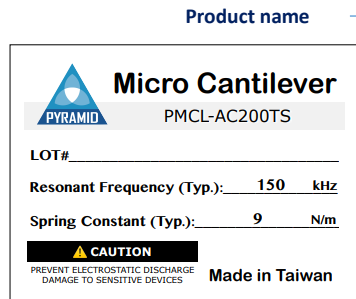 Product name
Micro Cantilever
PYRAMID
PMCL-AC200TS
LOT#
Resonant Frequency (Typ.): 150 kHz
Spring Constant (Typ.): 9 N/m
CAUTION
PREVENT ELECTROSTATIC DISCHARGE
DAMAGE TO SENSITIVE DEVICES
Made in Taiwan